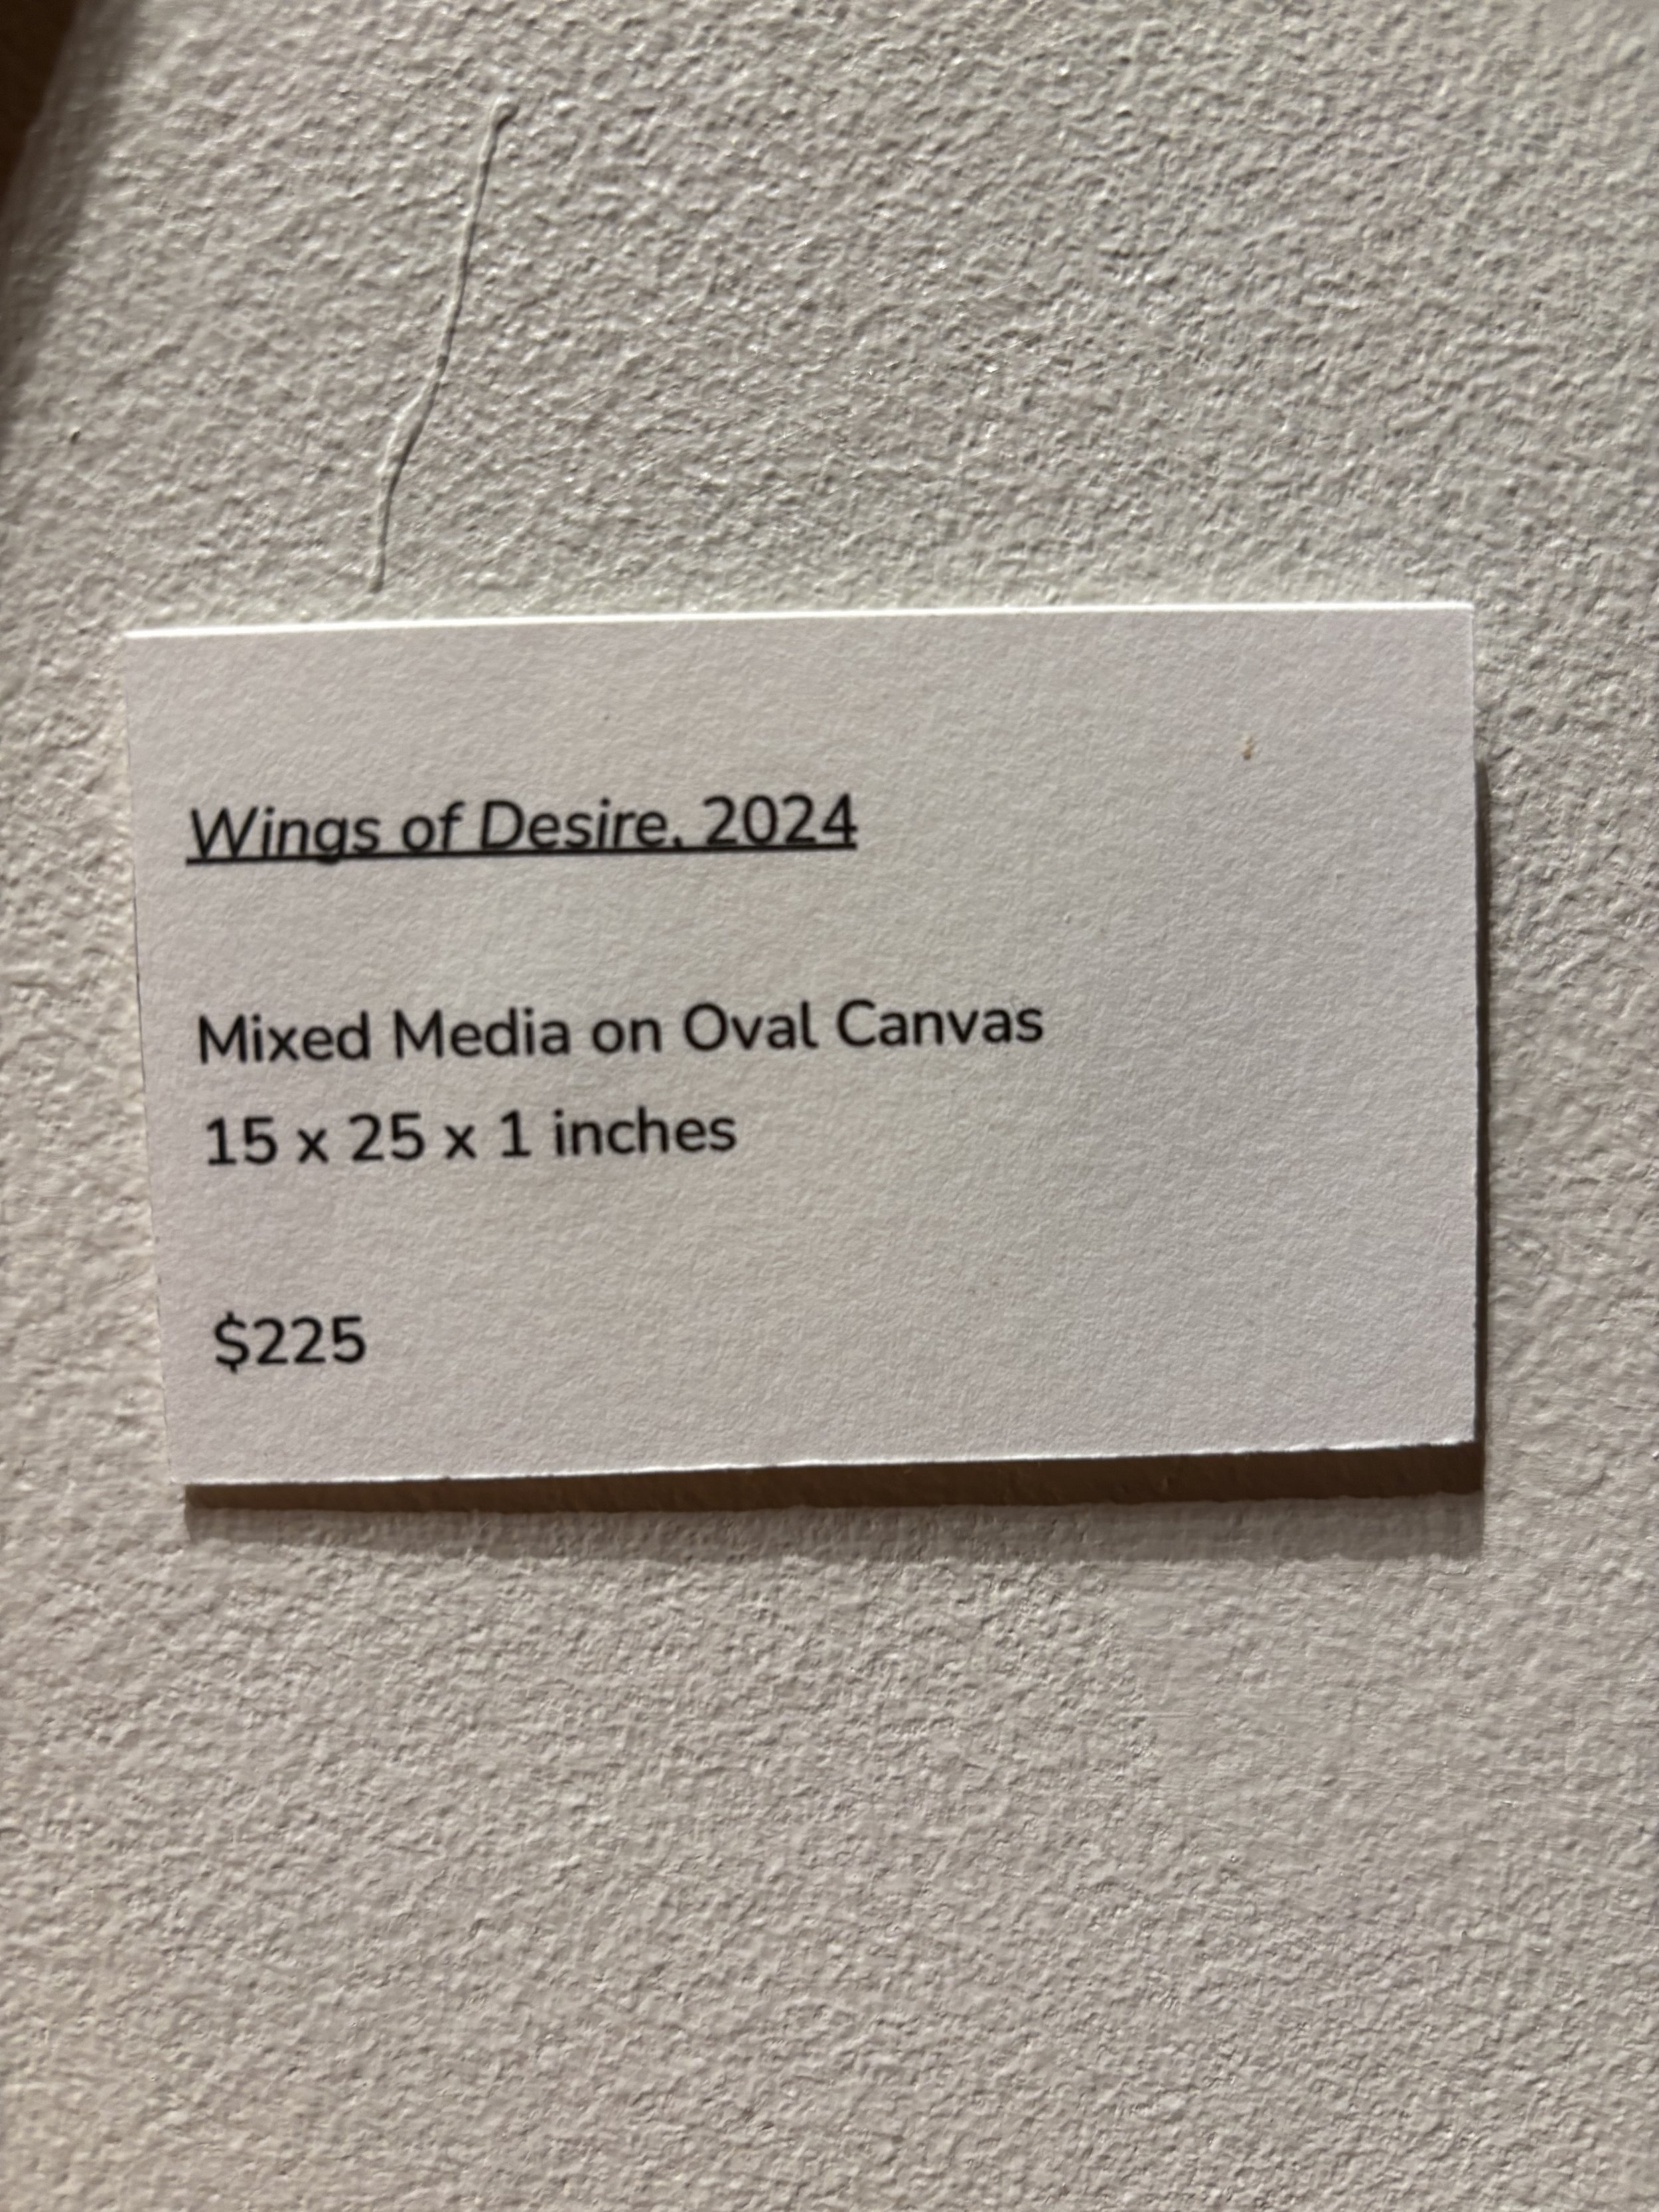 Wings of Desire, 2024
Mixed Media on Oval Canvas
15 x 25 x 1 inches
$225